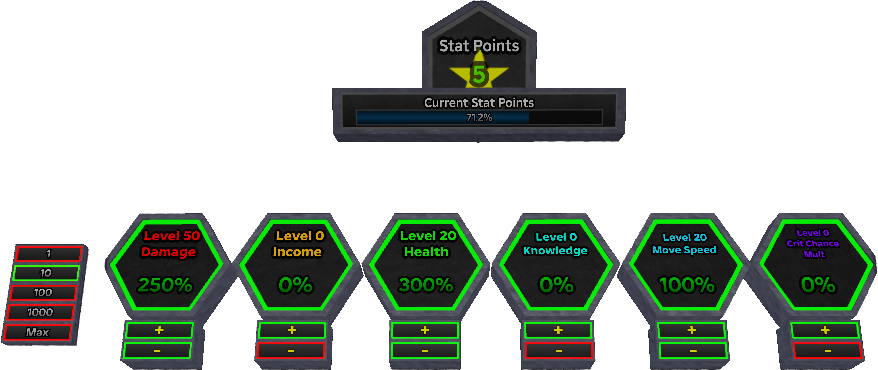 Stat Points
5
Current Stat Points
71.2%
1
10
100
1000
Max
Level 50
Damage
250%
+
-
Level 0
Income
0%
+
-
Level 20
Health
300%
+
-
Level 0
Knowledge
0%
+
-
Level 20
Move Speed
100%
+
-
Level 0
Crit Chance
Mult
0%
+
-